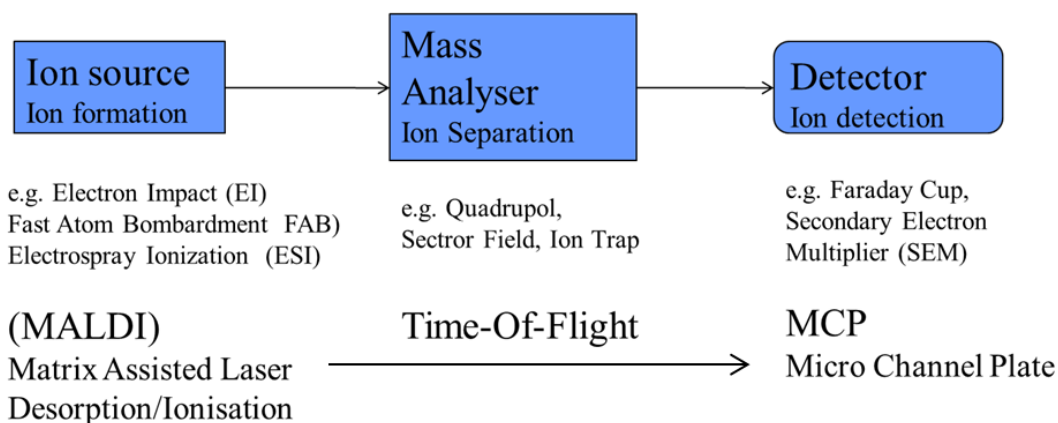 Ion source
Ion formation
Mass
Analyser
Ion Separation
Detector
Ion detection
e.g. Electron Impact (EI)
Fast Atom Bombardment FAB)
Electrospray Ionization (ESI)
e.g. Quadrupol,
Sectror Field, Ion Trap
e.g. Faraday Cup,
Secondary Electron
Multiplier (SEM)
(MALDI)
Matrix Assisted Laser
Desorption/Ionisation
Time-Of-Flight
MCP
Micro Channel Plate